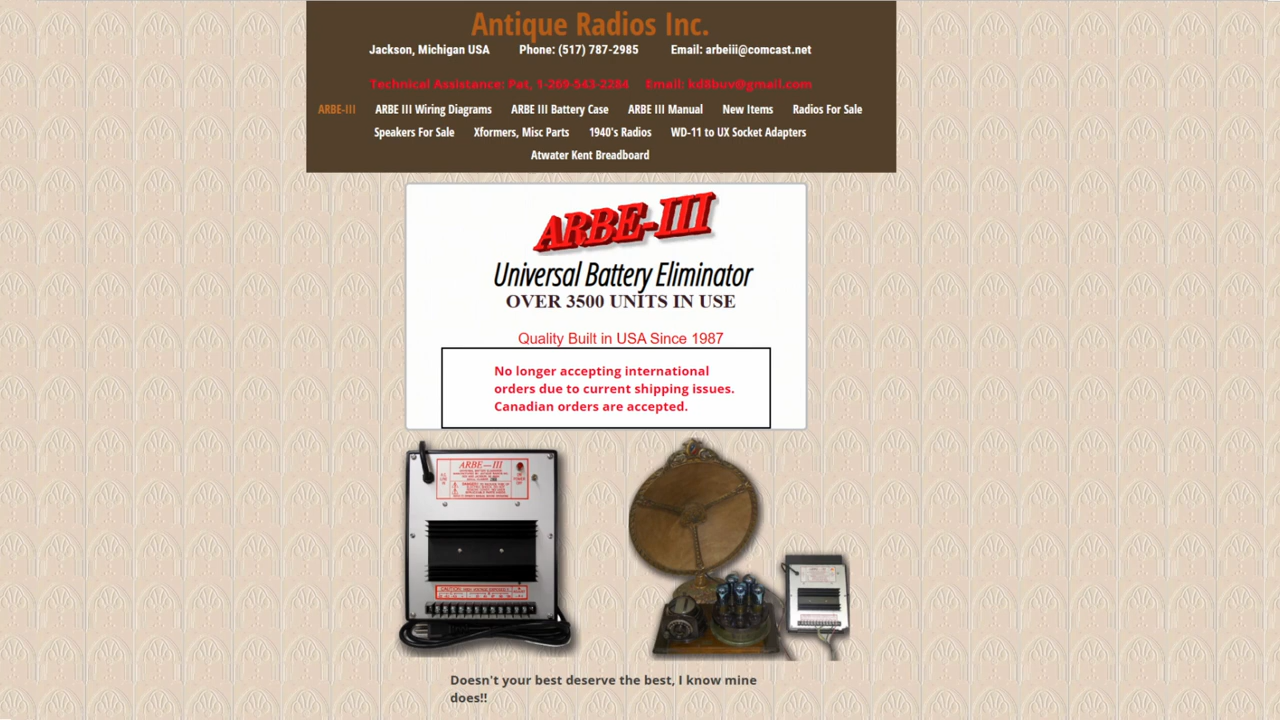 Antique Radios Inc.
Jackson, Michigan USA Phone: (517) 787-2985 Email: arbeiii@comcast.net
Technical Assistance: Pat, 1-269-543-2284 Email: kd8buv@gmail.com
ARBE-III ARBE III Wiring Diagrams ARBE III Battery Case ARBE III Manual New Items Radios For Sale
Speakers For Sale Xformers, Misc Parts 1940's Radios WD-11 to UX Socket Adapters
Atwater Kent Breadboard
ARBE-III
Universal Battery Eliminator
OVER 3500 UNITS IN USE
Quality Built in USA Since 1987
No longer accepting international
orders due to current shipping issues.
Canadian orders are accepted.
ARBE—III
Doesn't your best deserve the best, I know mine
does!!